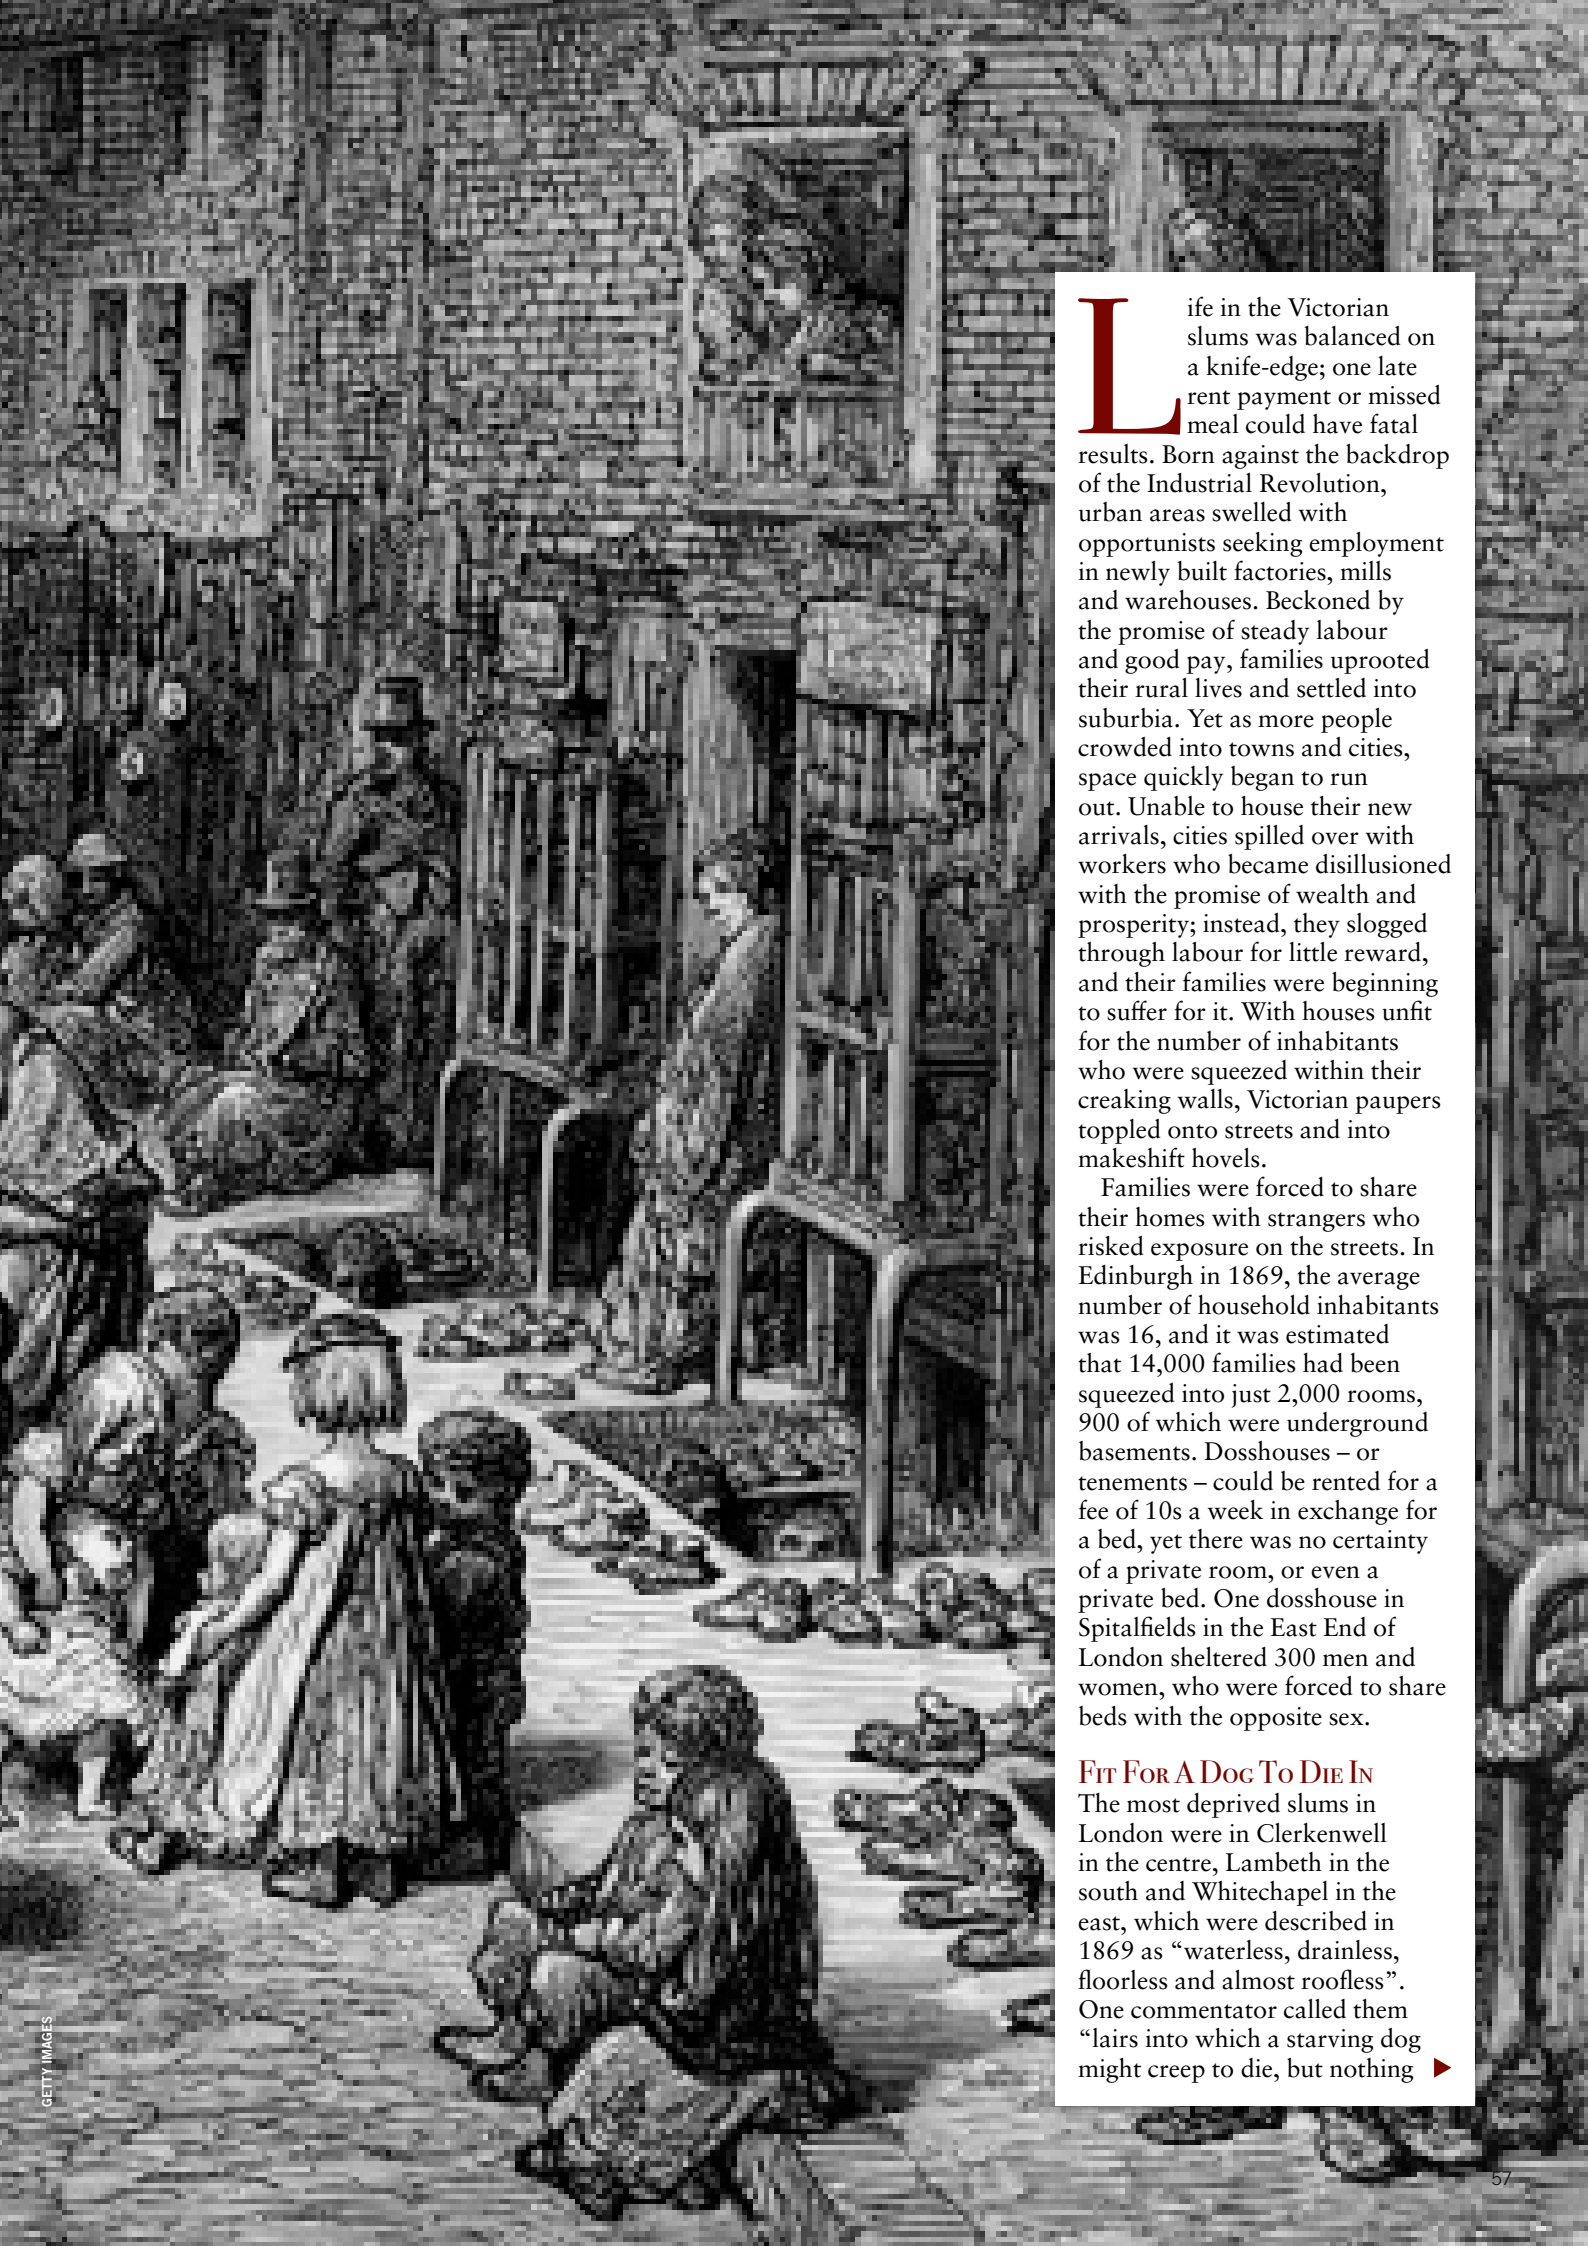 Life in the Victorian
slums was balanced on
a knife-edge; one late
rent payment or missed
meal could have fatal
results. Born against the backdrop
of the Industrial Revolution,
urban areas swelled with
opportunists seeking employment
in newly built factories, mills
and warehouses. Beckoned by
the promise of steady labour
and good pay, families uprooted
their rural lives and settled into
suburbia. Yet as more people
crowded into towns and cities,
space quickly began to run
out. Unable to house their new
arrivals, cities spilled over with
workers who became disillusioned
with the promise of wealth and
prosperity; instead, they slogged
through labour for little reward,
and their families were beginning
to suffer for it. With houses unfit
for the number of inhabitants
who were squeezed within their
creaking walls, Victorian paupers
toppled onto streets and into
makeshift hovels.
Families were forced to share
their homes with strangers who
risked exposure on the streets. In
Edinburgh in 1869, the average
number of household inhabitants
was 16, and it was estimated
that 14,000 families had been
squeezed into just 2,000 rooms,
900 of which were underground
basements. Dosshouses – or
tenements – could be rented for a
fee of 10s a week in exchange for
a bed, yet there was no certainty
of a private room, or even a
private bed. One dosshouse in
Spitalfields in the East End of
London sheltered 300 men and
women, who were forced to share
beds with the opposite sex.
Fit For A Dog To Die In
The most deprived slums in
London were in Clerkenwell
in the centre, Lambeth in the
south and Whitechapel in the
east, which were described in
1869 as “waterless, drainless,
floorless and almost roofless”.
One commentator called them
“lairs into which a starving dog
might creep to die, but nothing
GETTY IMAGES
57